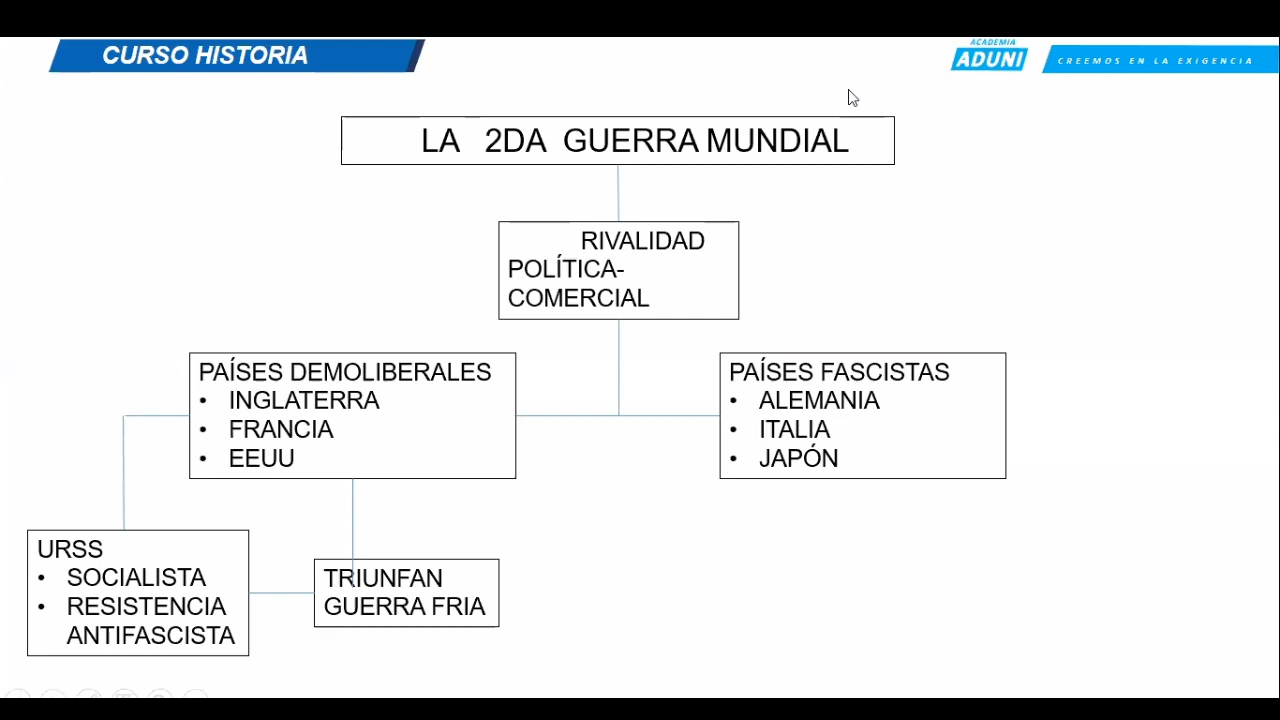 CURSO HISTORIA
ACADEMIA
ADUNI
CREEMOS EN LA EXIGENCIA
LA 2DA GUERRA MUNDIAL
RIVALIDAD
POLÍTICA-
COMERCIAL
PAÍSES DEMOLIBERALES
• INGLATERRA
• FRANCIA
• EEUU
PAÍSES FASCISTAS
• ALEMANIA
• ITALIA
• JAPÓN
URSS
• SOCIALISTA
• RESISTENCIA
ANTIFASCISTA
TRIUNFAN
GUERRA FRIA